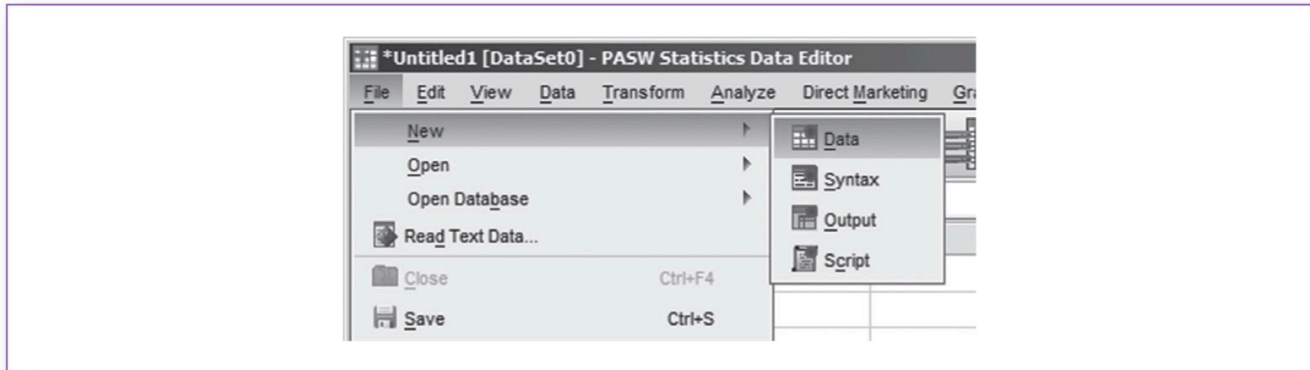 *Untitled1 [DataSet0] - PASW Statistics Data Editor
File Edit View Data Transform Analyze Direct Marketing
New
Data
Open
Syntax
Open Database
Output
Read Text Data...
Script
Close Ctrl+F4
Save Ctrl+S